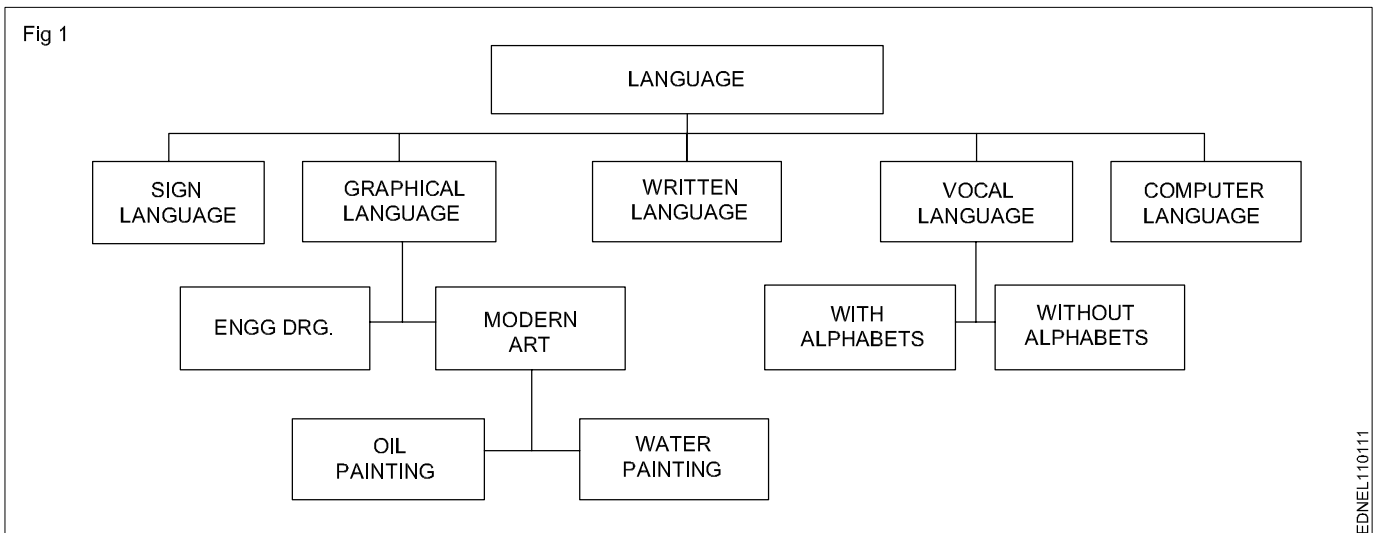 Fig 1
LANGUAGE
SIGN
LANGUAGE
GRAPHICAL
LANGUAGE
WRITTEN
LANGUAGE
VOCAL
LANGUAGE
COMPUTER
LANGUAGE
ENGG DRG.
MODERN
ART
WITH
ALPHABETS
WITHOUT
ALPHABETS
OIL
PAINTING
WATER
PAINTING
EDNEL110111